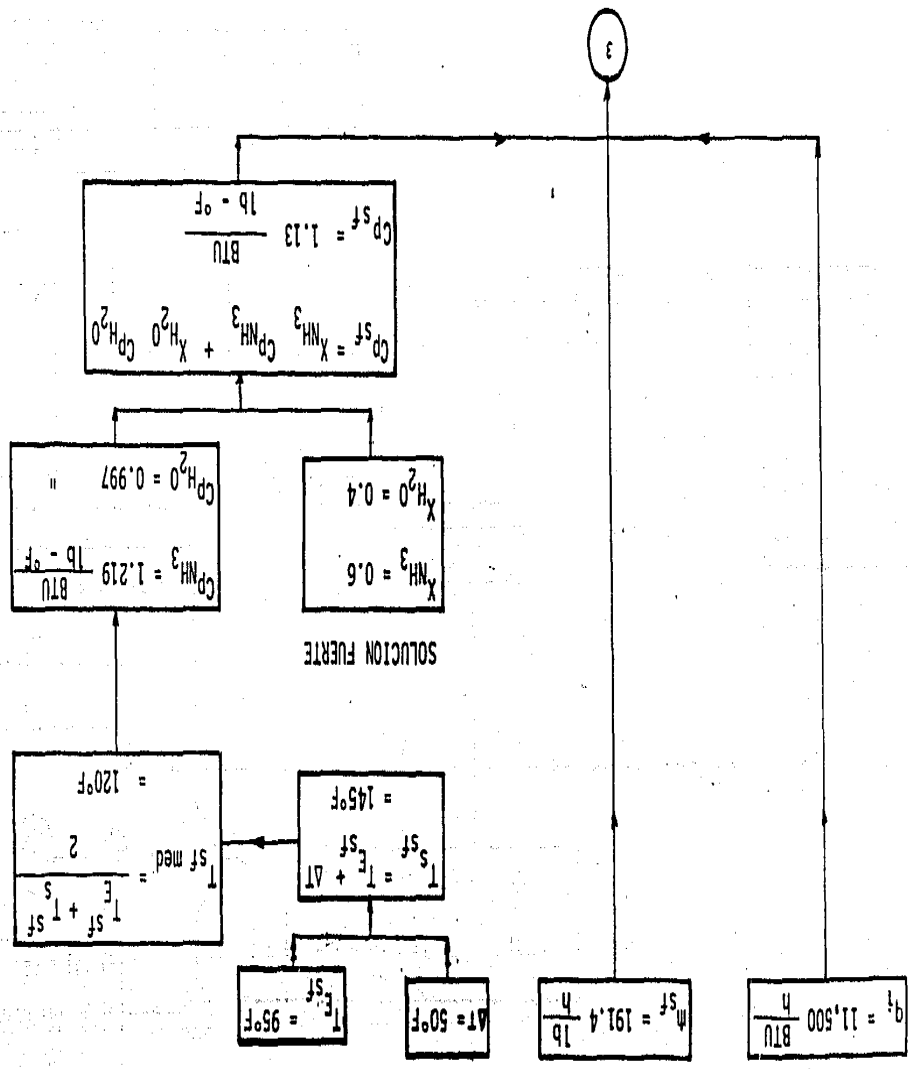 q_i = 11,500 BTU/h
ṁ_sf = 191.4 lb/h
ΔT = 50°F
T_E sf = 95°F
T_s sf = T_E sf + ΔT
= 145°F
T_sf med = (T_E sf + T_s sf)/2
= 120°F
SOLUCION FUERTE
X_NH3 = 0.6
X_H2O = 0.4
Cp_NH3 = 1.219 BTU/lb - °F
Cp_H2O = 0.997 "
Cp_sf = X_NH3 Cp_NH3 + X_H2O Cp_H2O
Cp_sf = 1.13 BTU/lb - °F
3